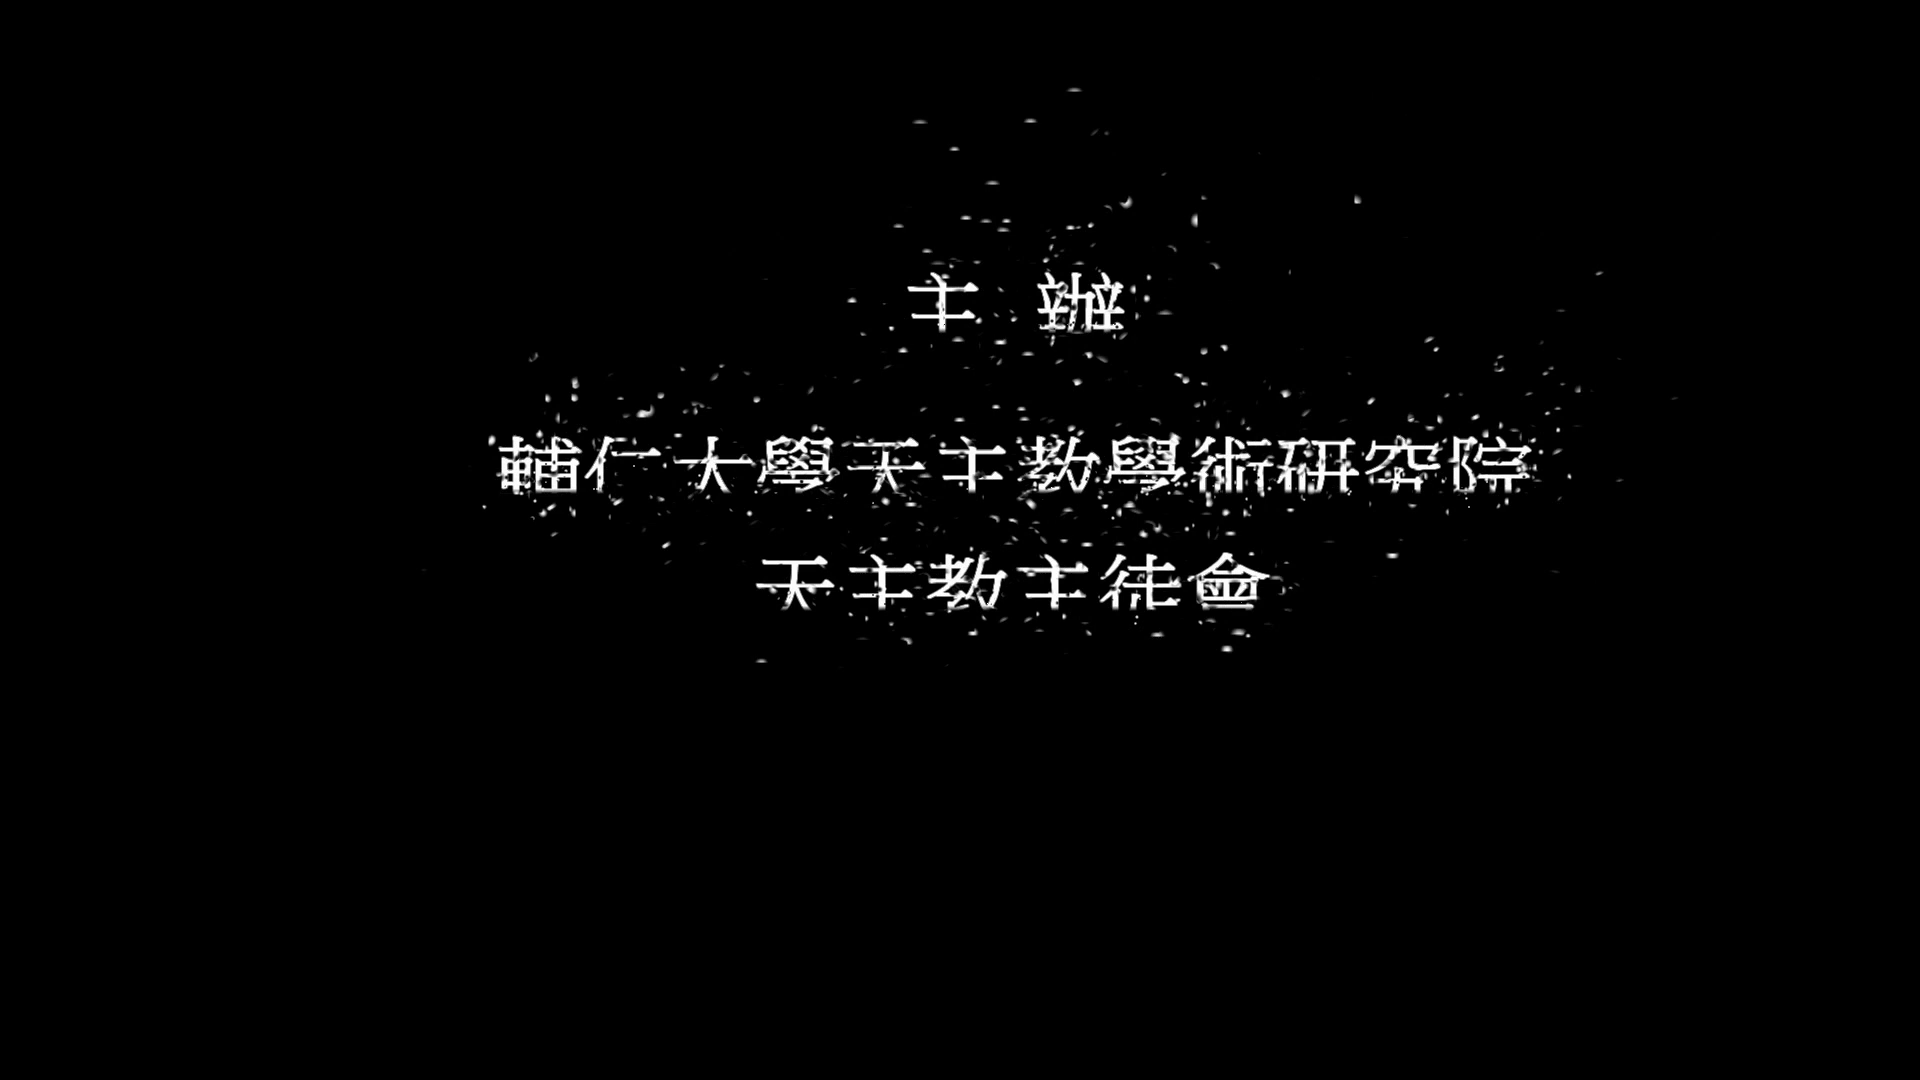 主 辦
輔仁大學天主教學術研究院
天主教主徒會